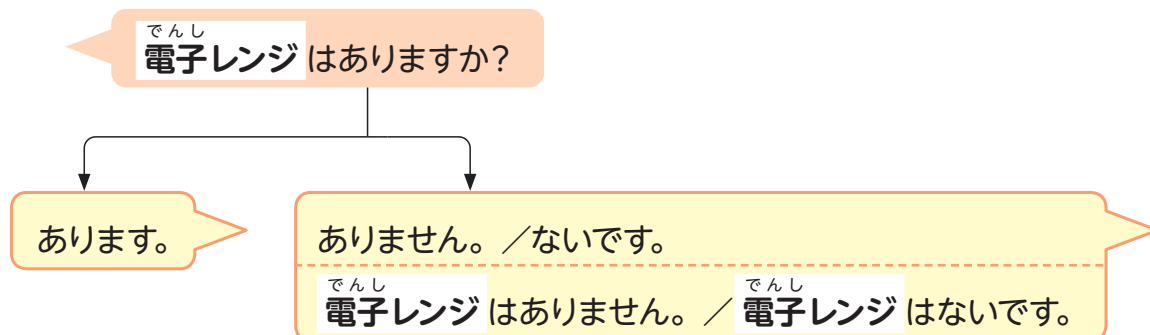 でんし
電子レンジはありますか？
あります。
ありません。／ないです。
でんし でんし
電子レンジはありません。／電子レンジはないです。